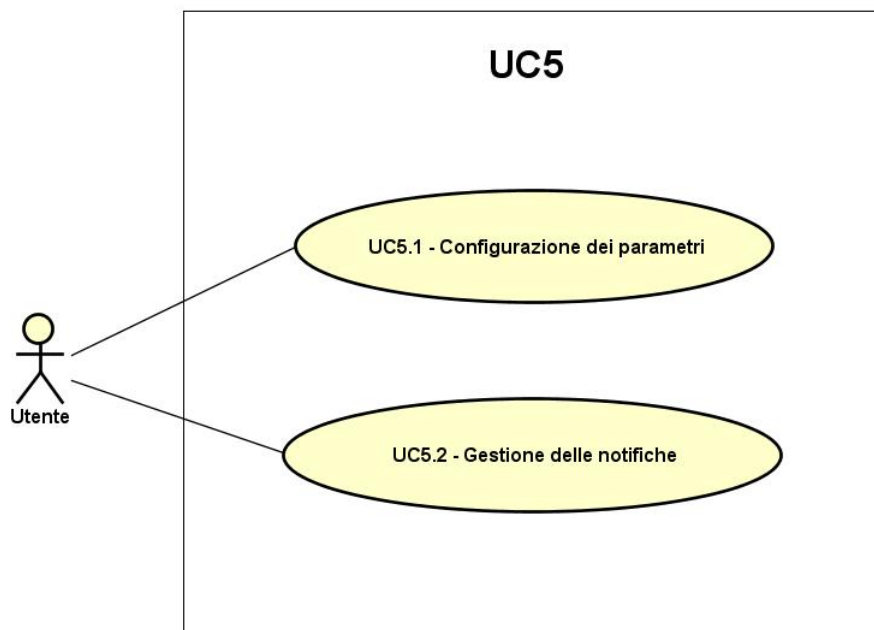 UC5
UC5.1 - Configurazione dei parametri
Utente
UC5.2 - Gestione delle notifiche